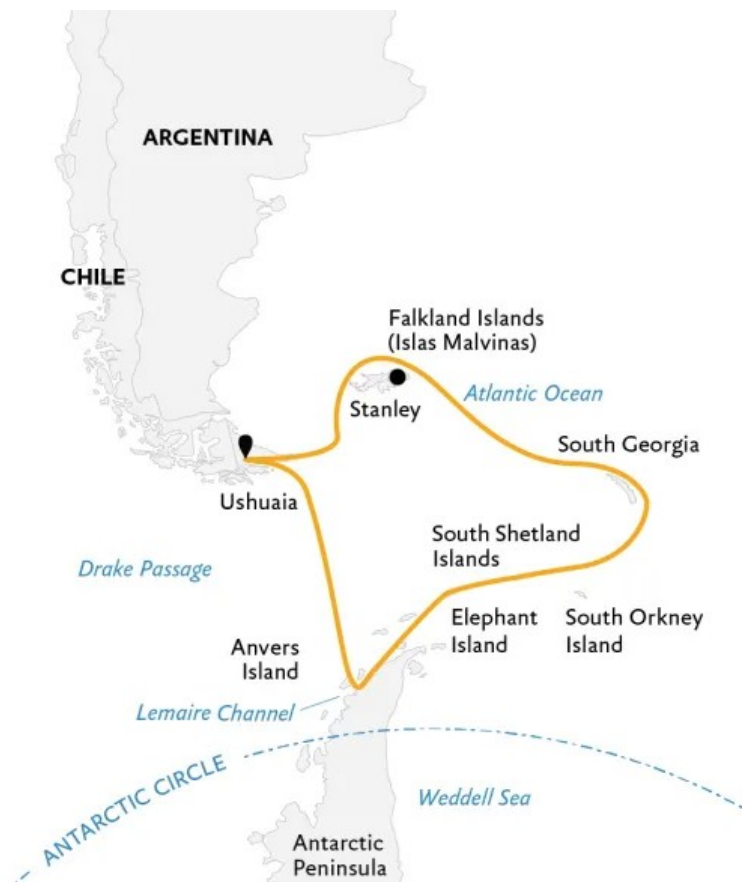 ARGENTINA
CHILE
Falkland Islands
(Islas Malvinas)
Stanley
Atlantic Ocean
South Georgia
Ushuaia
South Shetland
Islands
Drake Passage
Elephant
Island
South Orkney
Island
Anvers
Island
Lemaire Channel
ANTARCTIC CIRCLE
Weddell Sea
Antarctic
Peninsula